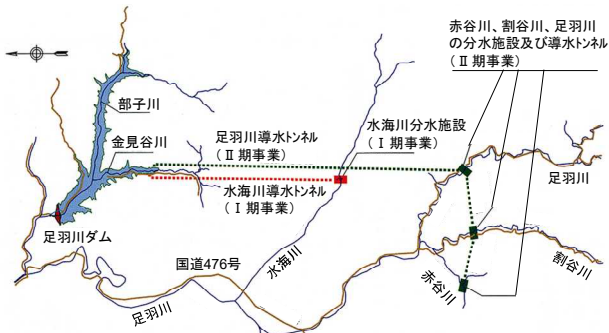 赤谷川、割谷川、足羽川
の分水施設及び導水トンネル
(Ⅱ期事業)
部子川
金見谷川
足羽川導水トンネル
(Ⅱ期事業)
水海川分水施設
(Ⅰ期事業)
水海川導水トンネル
(Ⅰ期事業)
足羽川
足羽川ダム
国道476号
水海川
割谷川
赤谷川
足羽川